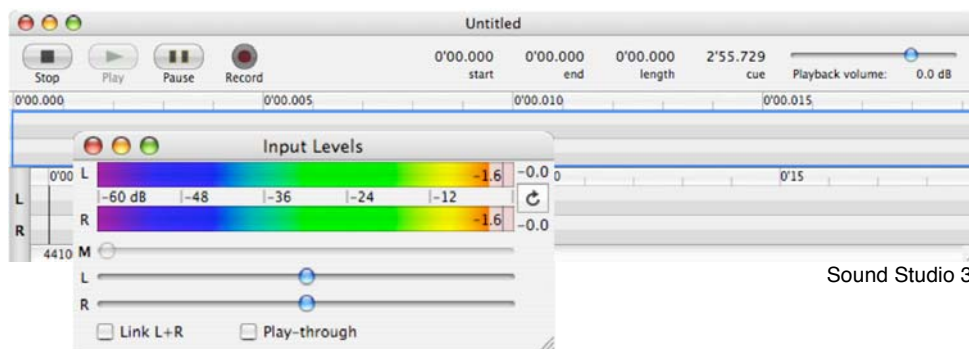 Untitled
0'00.000 0'00.000 0'00.000 2'55.729
Stop Play Pause Record start end length cue Playback volume: 0.0 dB
0'00.000 0'00.005 0'00.010 0'00.015
Input Levels
L -1.6 -0.0
0'00 0 0'15
-60 dB -48 -36 -24 -12
L
R -1.6 -0.0
R
4410 M
L
R
Link L+R Play-through
Sound Studio 3